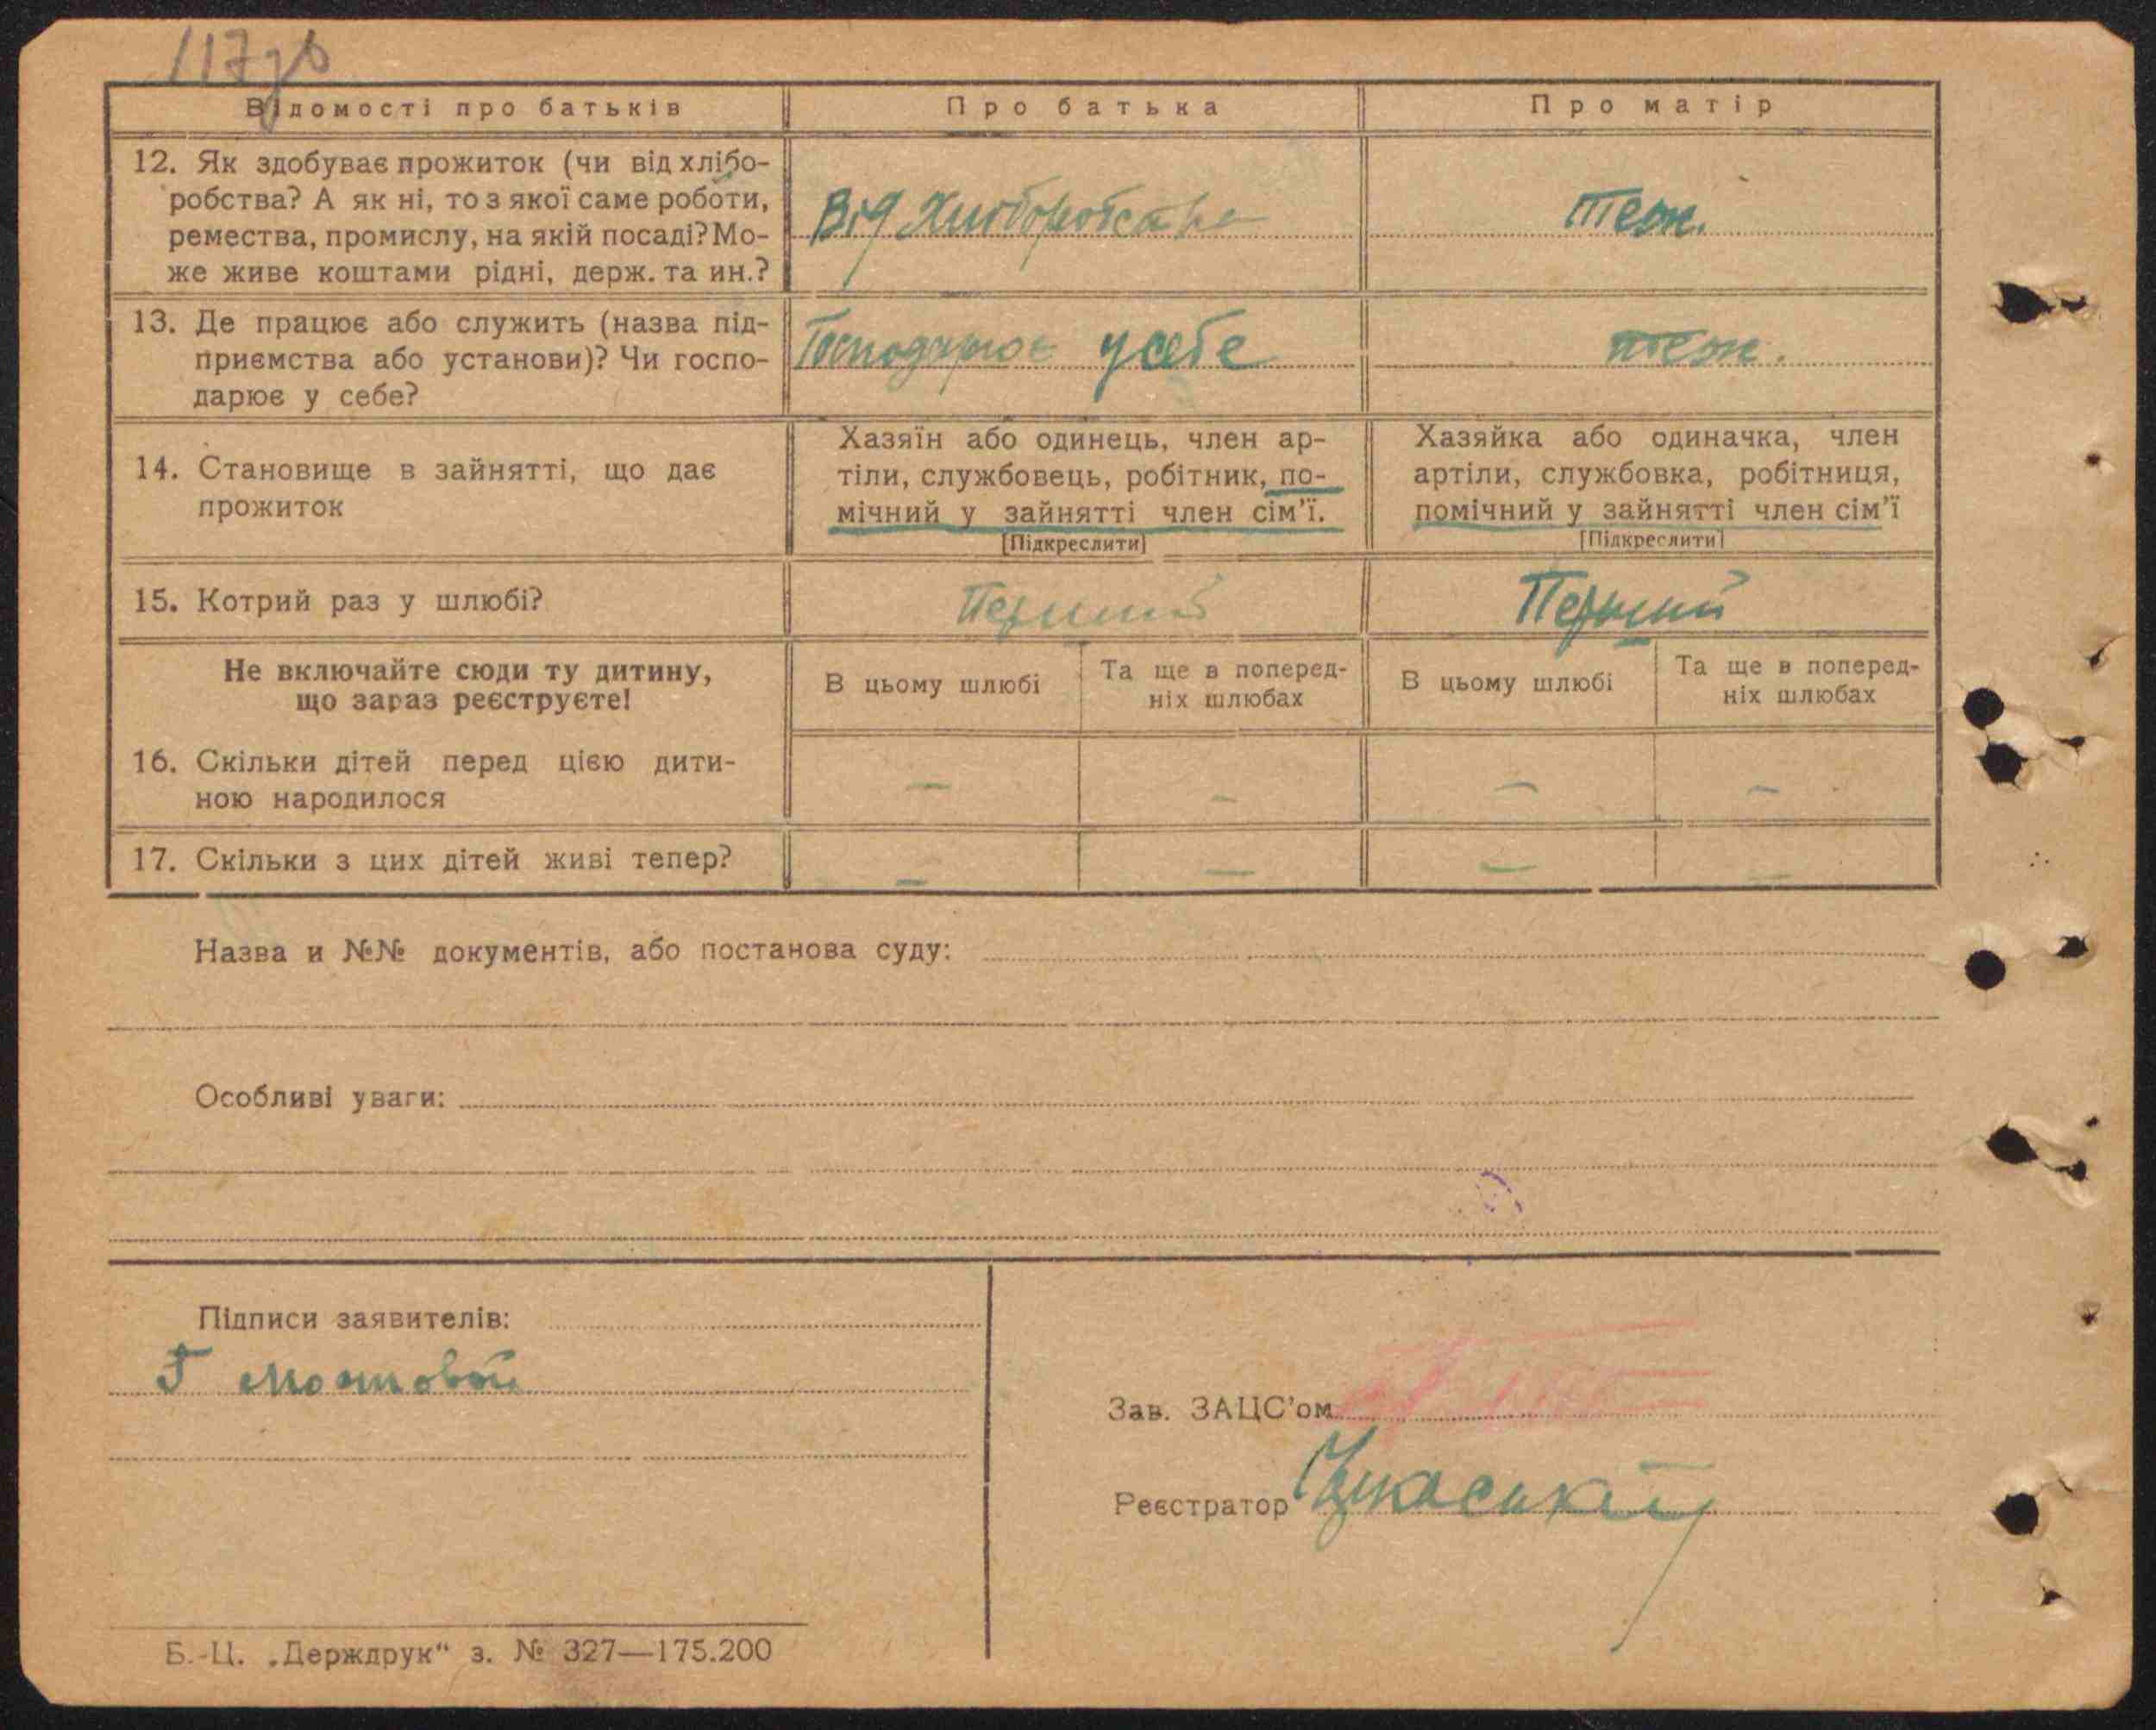 117зв
Відомості про батьків
Про батька
Про матір
12. Як здобуває прожиток (чи від хлібо-
робства? А як ні, то з якої саме роботи,
ремества, промислу, на якій посаді? Мо-
же живе коштами рідні, держ. та ин.?
Від Хліборобства
теж.
13. Де працює або служить (назва під-
приємства або установи)? Чи госпо-
дарює у себе?
Господарює усебе
теж.
14. Становище в зайнятті, що дає
прожиток
Хазяїн або одинець, член ар-
тіли, службовець, робітник, по-
мічний у зайнятті член сім’ї.
[Підкреслити]
Хазяйка або одиначка, член
артіли, службовка, робітниця,
помічний у зайнятті член сім’ї
[Підкреслити]
15. Котрий раз у шлюбі?
Перший
Перший
Не включайте сюди ту дитину,
що зараз реєструєте!
В цьому шлюбі
Та ще в поперед-
ніх шлюбах
В цьому шлюбі
Та ще в поперед-
ніх шлюбах
16. Скільки дітей перед цією дити-
ною народилося
–
–
–
–
17. Скільки з цих дітей живі тепер?
–
–
–
–
Назва и №№ документів, або постанова суду:
Особливі уваги:
Підписи заявителів:
Г Мостовой
Зав. ЗАЦС’ом
Реєстратор
Б.-Ц. „Держдрук“ з. № 327—175.200